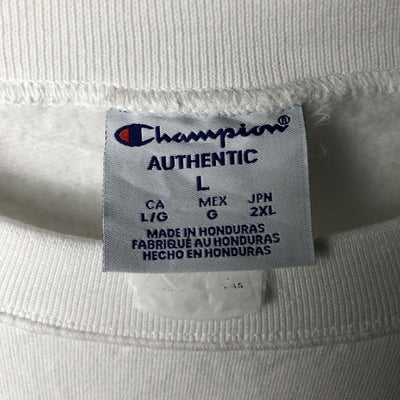 Champion®
AUTHENTIC
L
CA MEX JPN
L/G G 2XL
MADE IN HONDURAS
FABRIQUÉ AU HONDURAS
HECHO EN HONDURAS